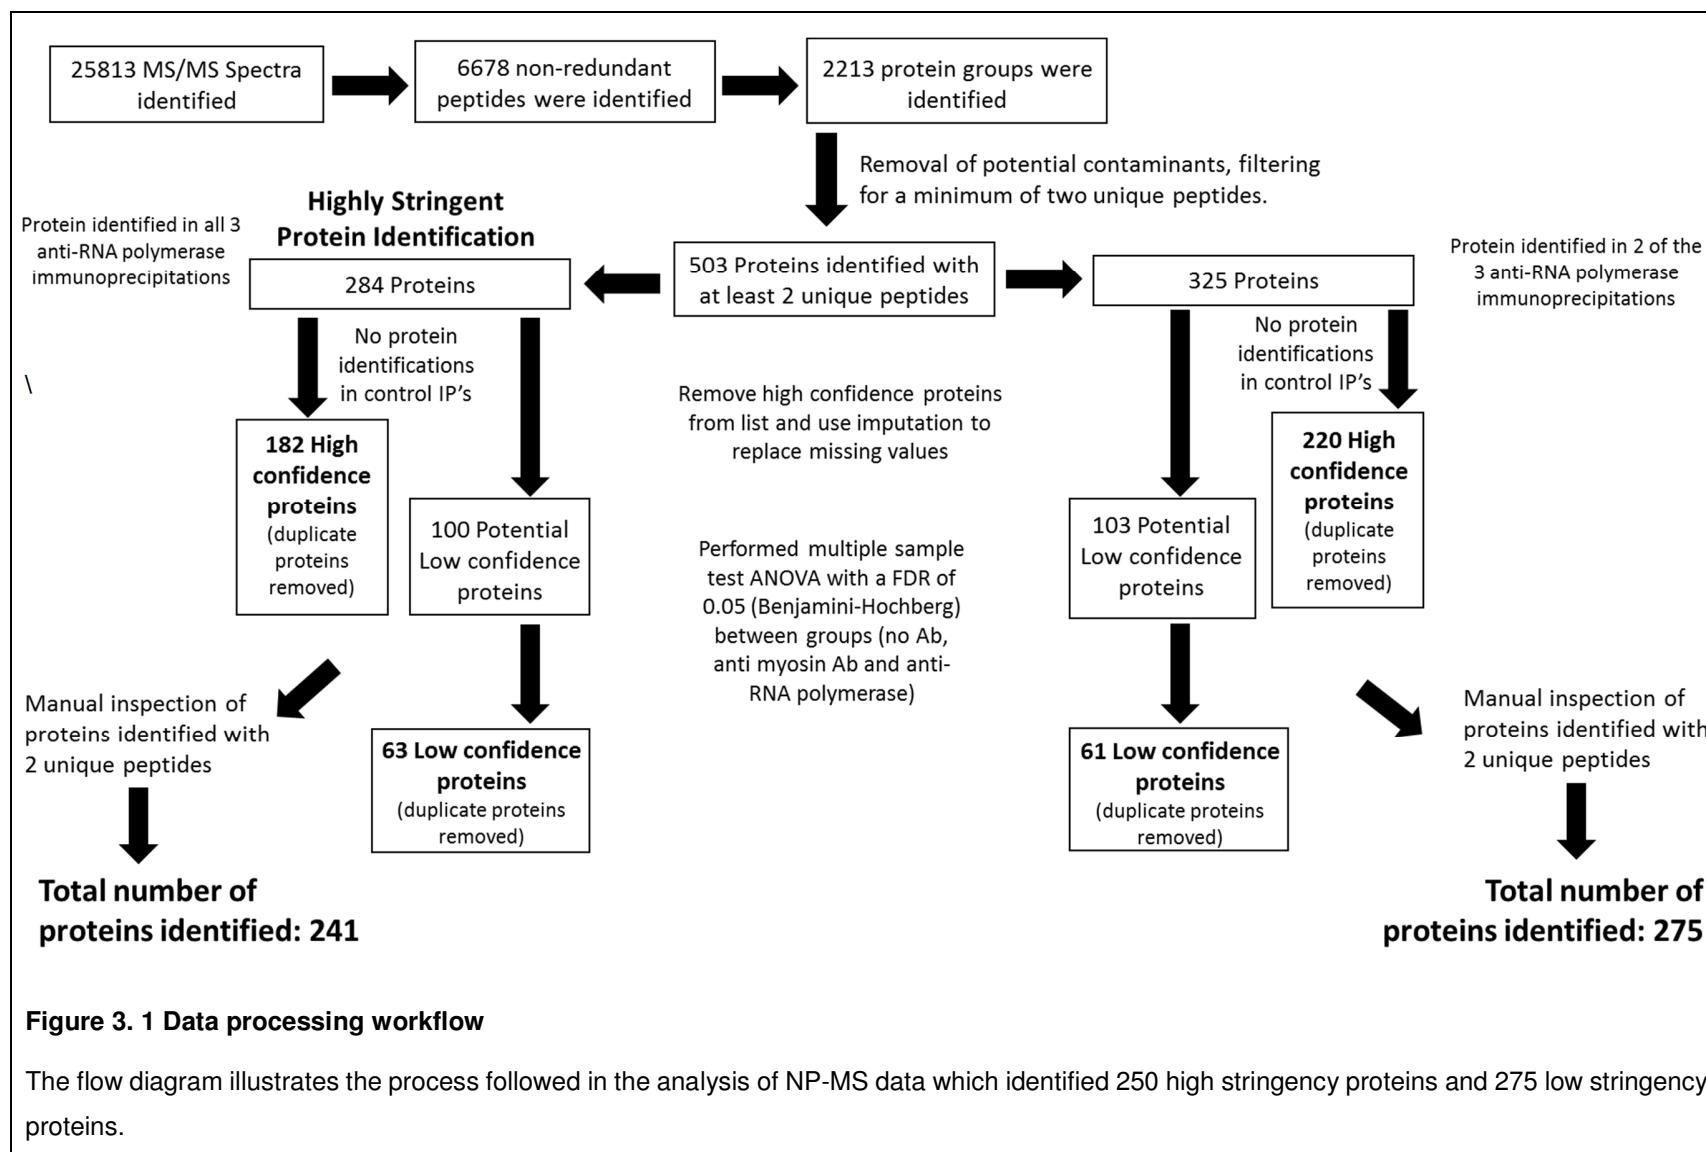 25813 MS/MS Spectra
identified
6678 non-redundant
peptides were identified
2213 protein groups were
identified
Removal of potential contaminants, filtering
for a minimum of two unique peptides.
Highly Stringent
Protein Identification
Protein identified in all 3
anti-RNA polymerase
immunoprecipitations
284 Proteins
503 Proteins identified with
at least 2 unique peptides
325 Proteins
Protein identified in 2 of the
3 anti-RNA polymerase
immunoprecipitations
No protein
identifications
in control IP's
No protein
identifications
in control IP's
\
Remove high confidence proteins
from list and use imputation to
replace missing values
182 High
confidence
proteins
(duplicate
proteins
removed)
100 Potential
Low confidence
proteins
Performed multiple sample
test ANOVA with a FDR of
0.05 (Benjamini-Hochberg)
between groups (no Ab,
anti myosin Ab and anti-
RNA polymerase)
103 Potential
Low confidence
proteins
220 High
confidence
proteins
(duplicate
proteins
removed)
Manual inspection of
proteins identified with
2 unique peptides
63 Low confidence
proteins
(duplicate proteins
removed)
61 Low confidence
proteins
(duplicate proteins
removed)
Manual inspection of
proteins identified with
2 unique peptides
Total number of
proteins identified: 241
Total number of
proteins identified: 275
Figure 3. 1 Data processing workflow
The flow diagram illustrates the process followed in the analysis of NP-MS data which identified 250 high stringency proteins and 275 low stringency
proteins.